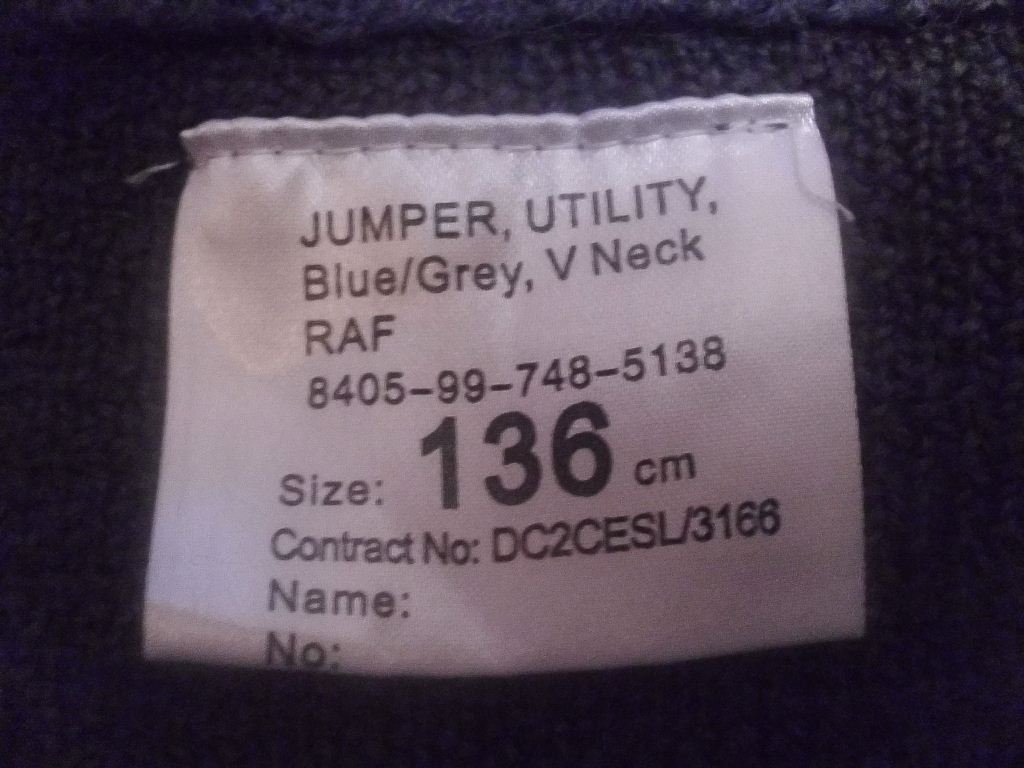 JUMPER, UTILITY,
Blue/Grey, V Neck
RAF
8405-99-748-5138
Size: 136 cm
Contract No: DC2CESL/3166
Name:
No: